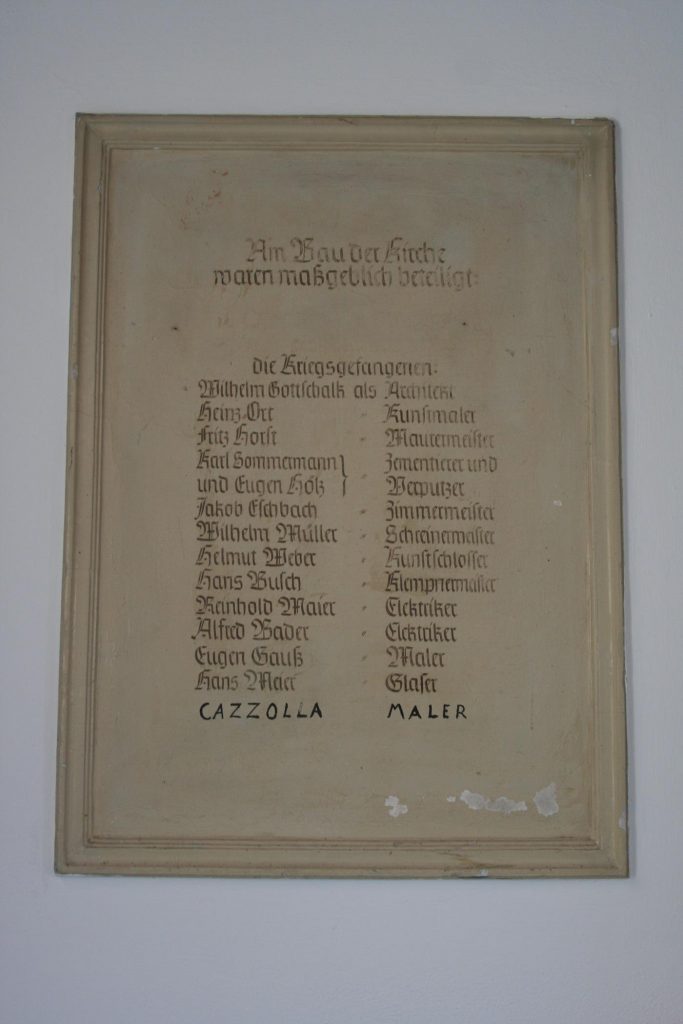 Am Bau der Kirche
waren maßgeblich beteiligt:
die Kriegsgefangenen:
Wilhelm Gottschalk als Architekt
Heinz Ort - Kunstmaler
Fritz Horst - Maurermeister
Karl Sommermann } Zementierer und
und Eugen Hölz } - Verputzer
Jakob Eschbach - Zimmermeister
Wilhelm Müller - Schreinermeister
Helmut Weber - Kunstschlosser
Hans Busch - Klempnermeister
Reinhold Maier - Elektriker
Alfred Bader - Elektriker
Eugen Gauß - Maler
Hans Maier - Glaser
CAZZOLLA MALER